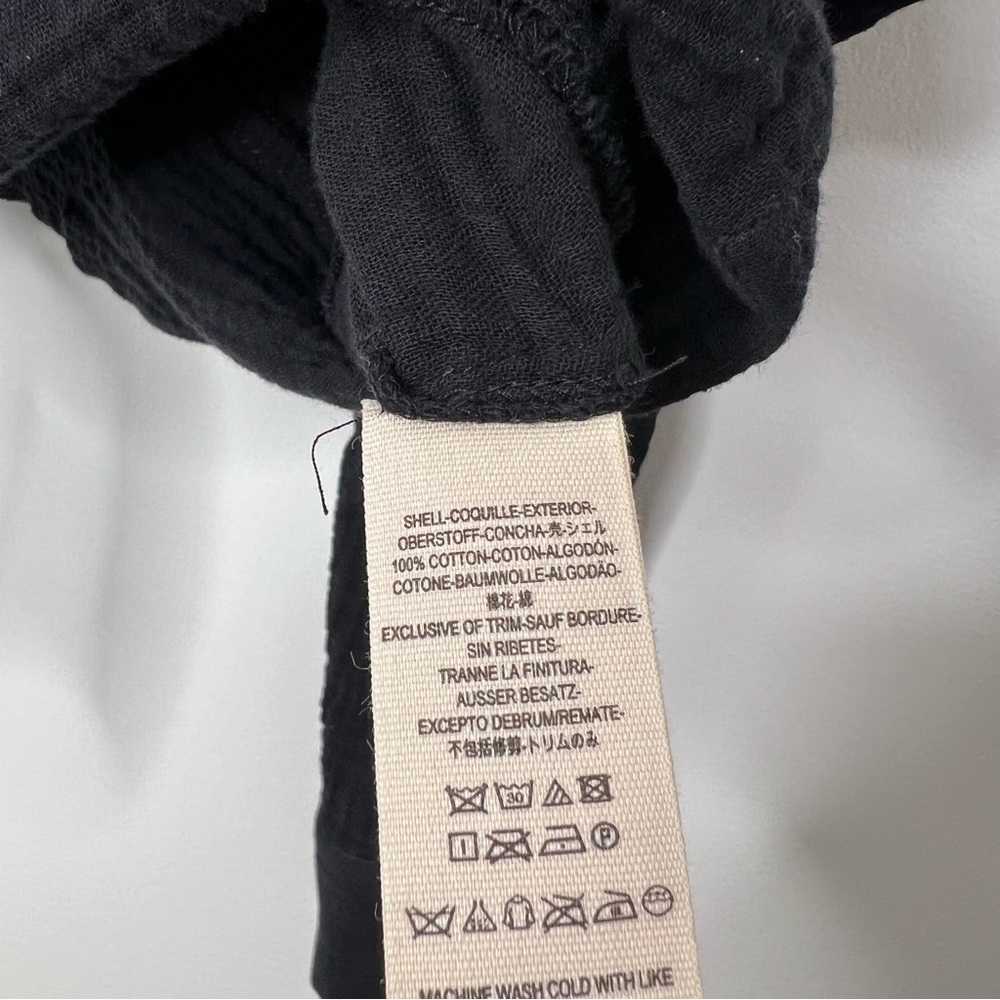 SHELL-COQUILLE-EXTERIOR-
OBERSTOFF-CONCHA-壳-シェル
100% COTTON-COTON-ALGODÓN-
COTONE-BAUMWOLLE-ALGODÃO-
棉花-綿
EXCLUSIVE OF TRIM-SAUF BORDURE-
SIN RIBETES-
TRANNE LA FINITURA-
AUSSER BESATZ-
EXCEPTO DEBRUM/REMATE-
不包括修剪-トリムのみ
30
P
MACHINE WASH COLD WITH LIKE